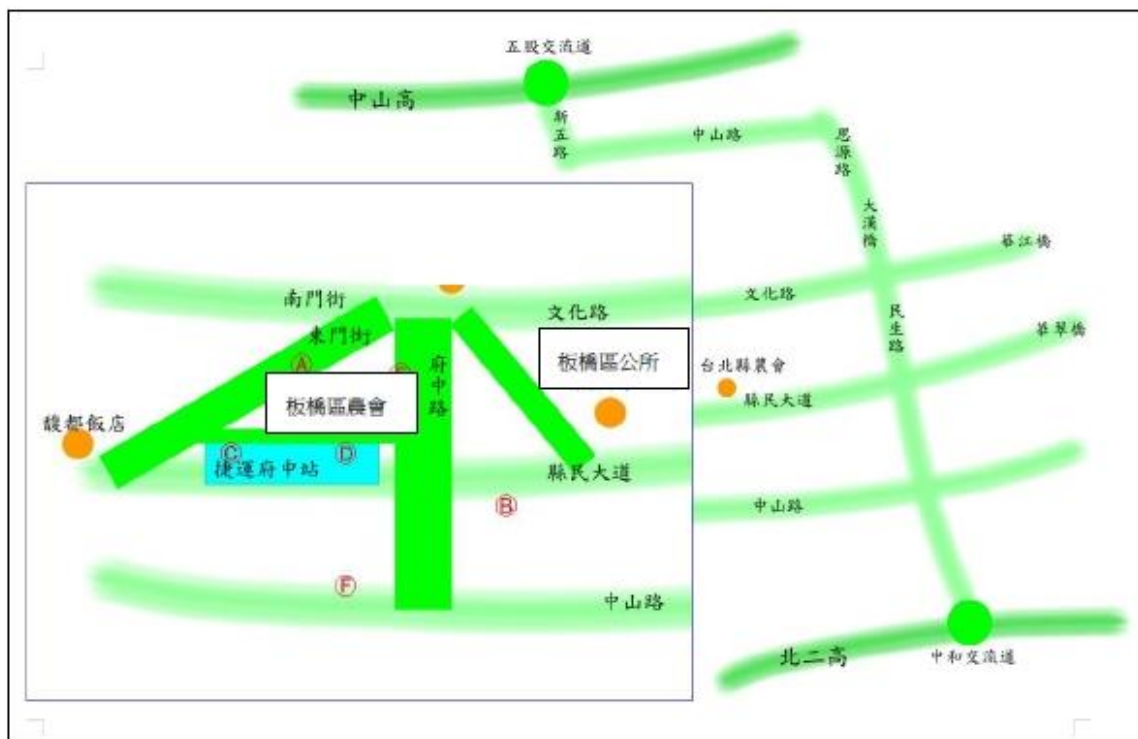 五股交流道
中山高
新五路
中山路
思源路
大漢橋
華江橋
文化路
民生路
華翠橋
台北縣農會
縣民大道
中山路
北二高
中和交流道
南門街
文化路
東門街
府中路
板橋區公所
Ⓐ
板橋區農會
馥都飯店
Ⓒ
Ⓓ
捷運府中站
縣民大道
Ⓑ
Ⓕ
中山路